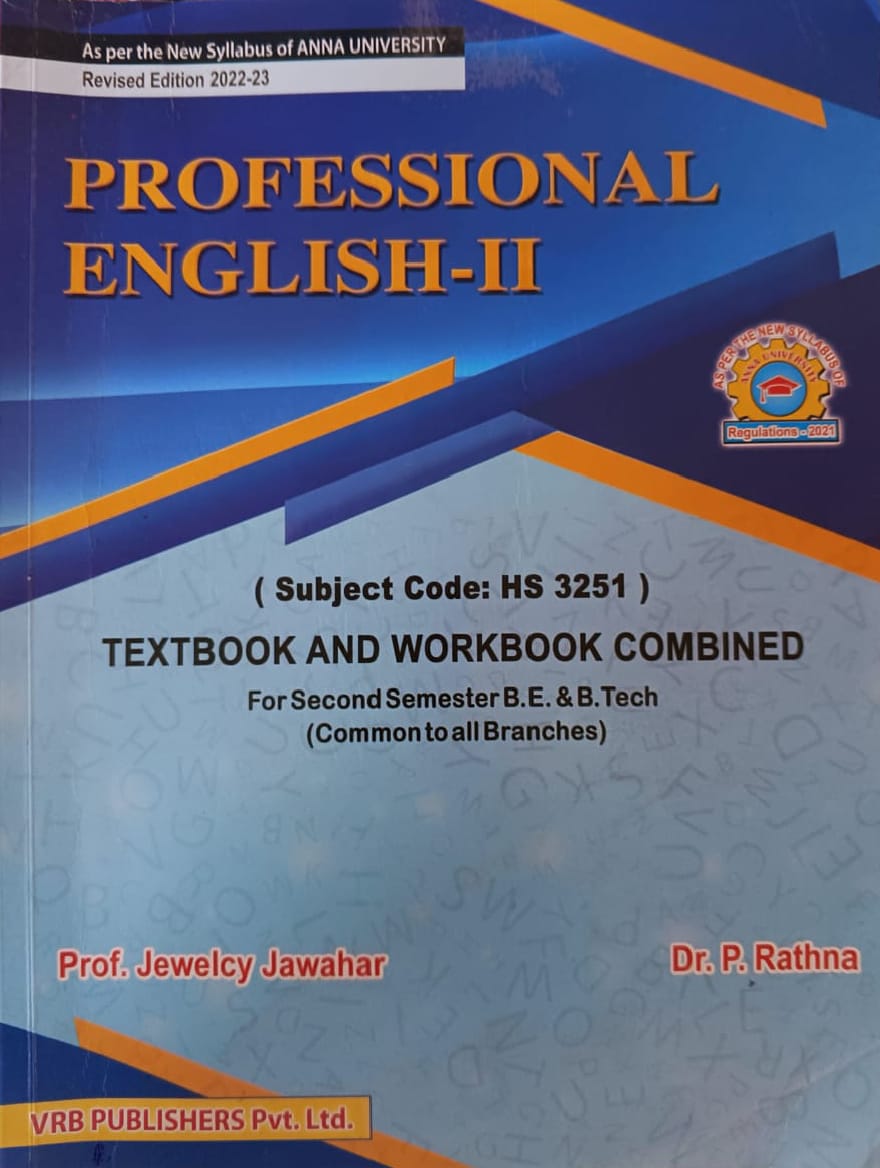 As per the New Syllabus of ANNA UNIVERSITY
Revised Edition 2022-23
PROFESSIONAL
ENGLISH-II
AS PER THE NEW SYLLABUS OF
ANNA UNIVERSITY
Regulations - 2021
( Subject Code: HS 3251 )
TEXTBOOK AND WORKBOOK COMBINED
For Second Semester B.E. & B.Tech
(Common to all Branches)
Prof. Jewelcy Jawahar
Dr. P. Rathna
VRB PUBLISHERS Pvt. Ltd.